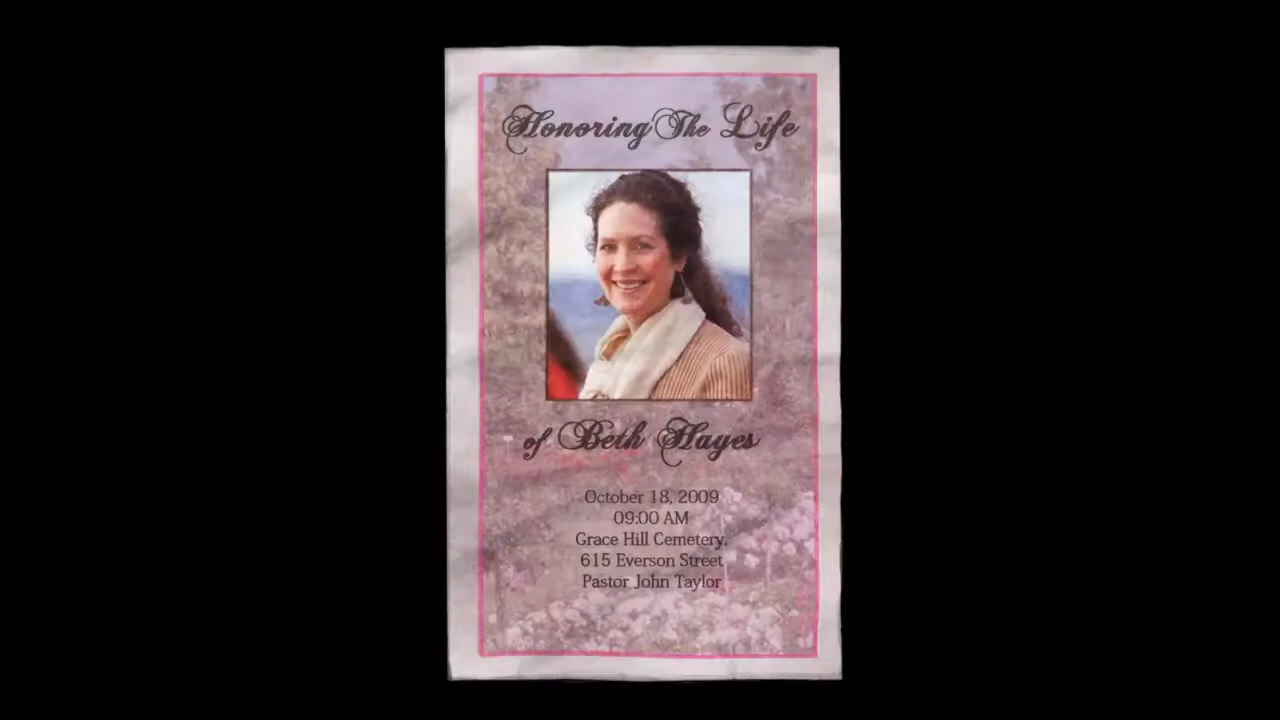 Honoring The Life
of Beth Hayes
October 18, 2009
09:00 AM
Grace Hill Cemetery,
615 Everson Street
Pastor John Taylor